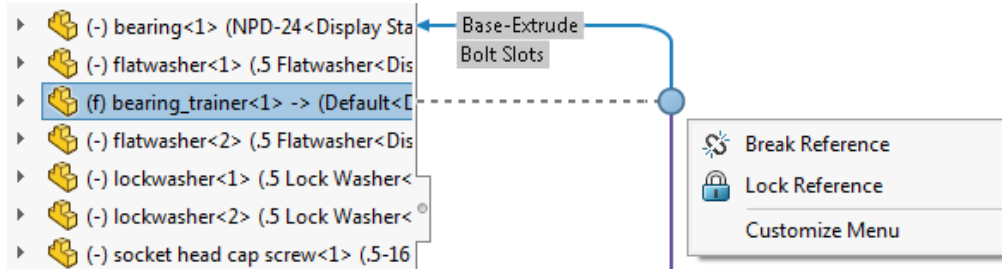 (-) bearing<1> (NPD-24<Display Sta
Base-Extrude
Bolt Slots
(-) flatwasher<1> (.5 Flatwasher<Dis
(f) bearing_trainer<1> -> (Default<D
(-) flatwasher<2> (.5 Flatwasher<Dis
(-) lockwasher<1> (.5 Lock Washer<
(-) lockwasher<2> (.5 Lock Washer<
(-) socket head cap screw<1> (.5-16
Break Reference
Lock Reference
Customize Menu